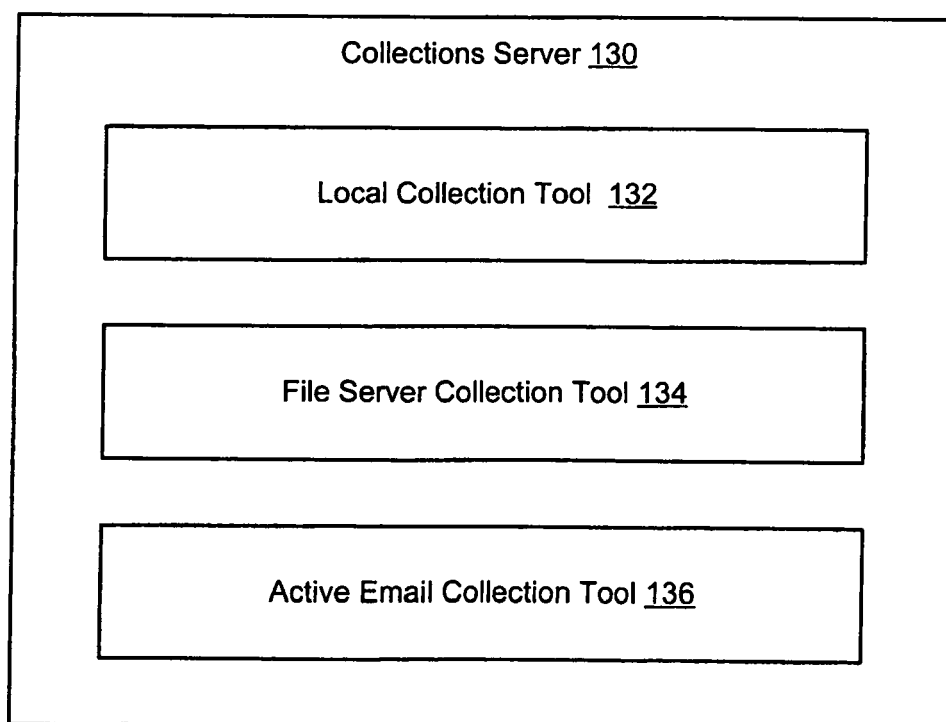 Collections Server 130
Local Collection Tool 132
File Server Collection Tool 134
Active Email Collection Tool 136